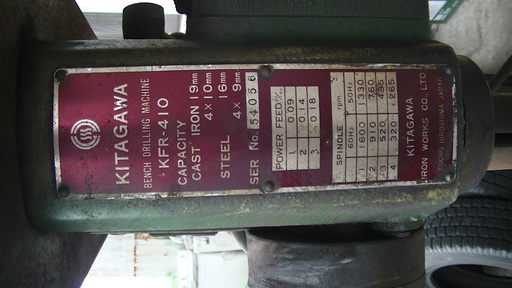 KITAGAWA
BENCH DRILLING MACHINE
KFR-410
CAPACITY
CAST IRON 19mm
4×10mm
STEEL 16mm
4× 9mm
SER No. 54056
POWER FEED
1 0.09
2 0.14
3 0.18
SPINDLE rpm
60Hz 50Hz
1 1600 1330
2 910 760
3 520 435
4 320 265
KITAGAWA
IRON WORKS CO., LTD.
FUCHU HIROSHIMA JAPAN